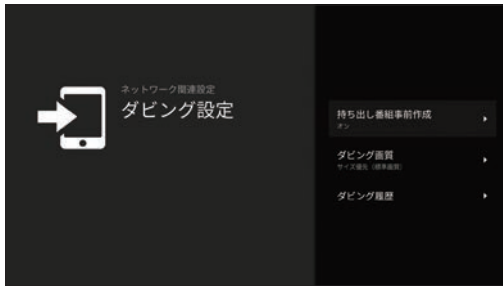 ネットワーク関連設定
ダビング設定
持ち出し番組事前作成
オン
ダビング画質
サイズ優先（標準画質）
ダビング履歴